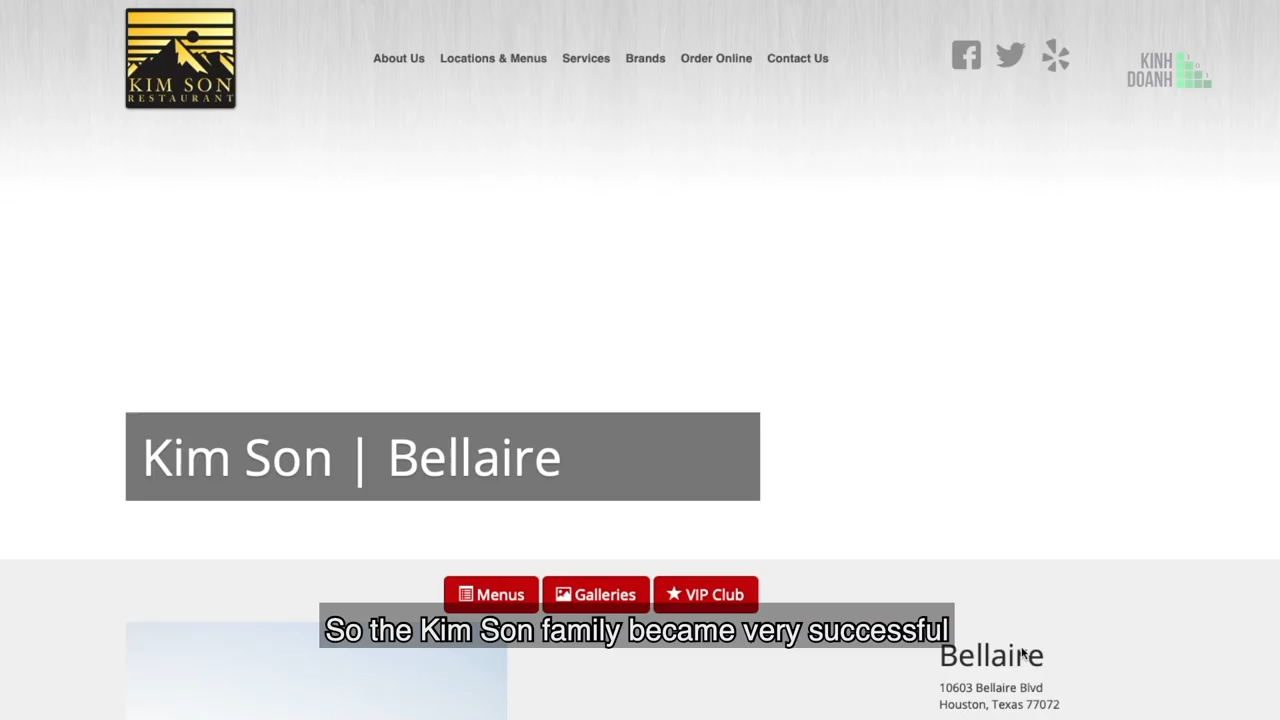 KIM SON
RESTAURANT
About Us
Locations & Menus
Services
Brands
Order Online
Contact Us
KINH
DOANH
Kim Son | Bellaire
Menus
Galleries
VIP Club
So the Kim Son family became very successful
Bellaire
10603 Bellaire Blvd
Houston, Texas 77072